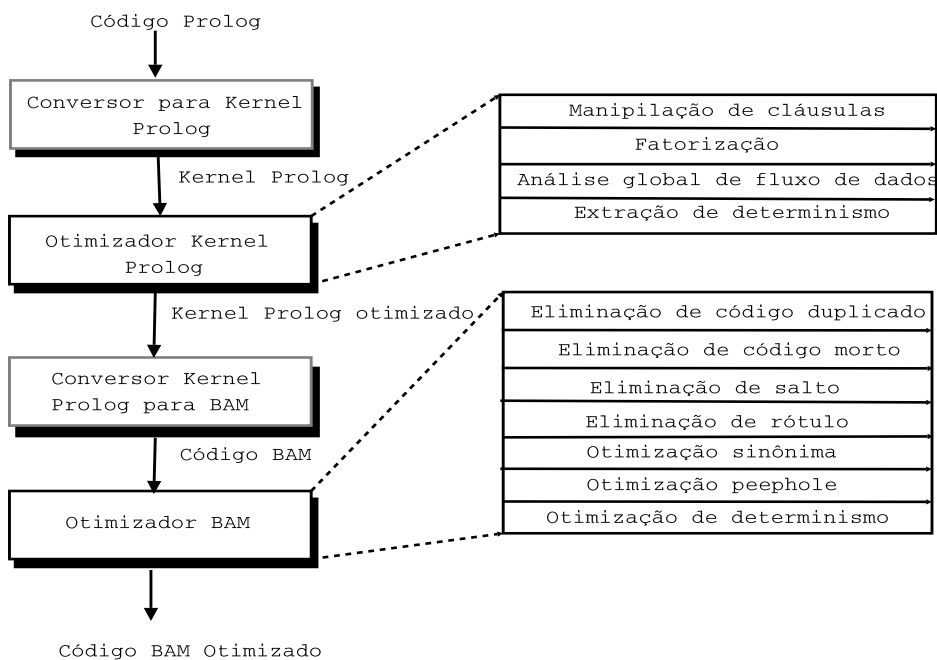 Código Prolog
Conversor para Kernel
Prolog
Kernel Prolog
Otimizador Kernel
Prolog
Kernel Prolog otimizado
Conversor Kernel
Prolog para BAM
Código BAM
Otimizador BAM
Código BAM Otimizado
Manipilação de cláusulas
Fatorização
Análise global de fluxo de dados
Extração de determinismo
Eliminação de código duplicado
Eliminação de código morto
Eliminação de salto
Eliminação de rótulo
Otimização sinônima
Otimização peephole
Otimização de determinismo